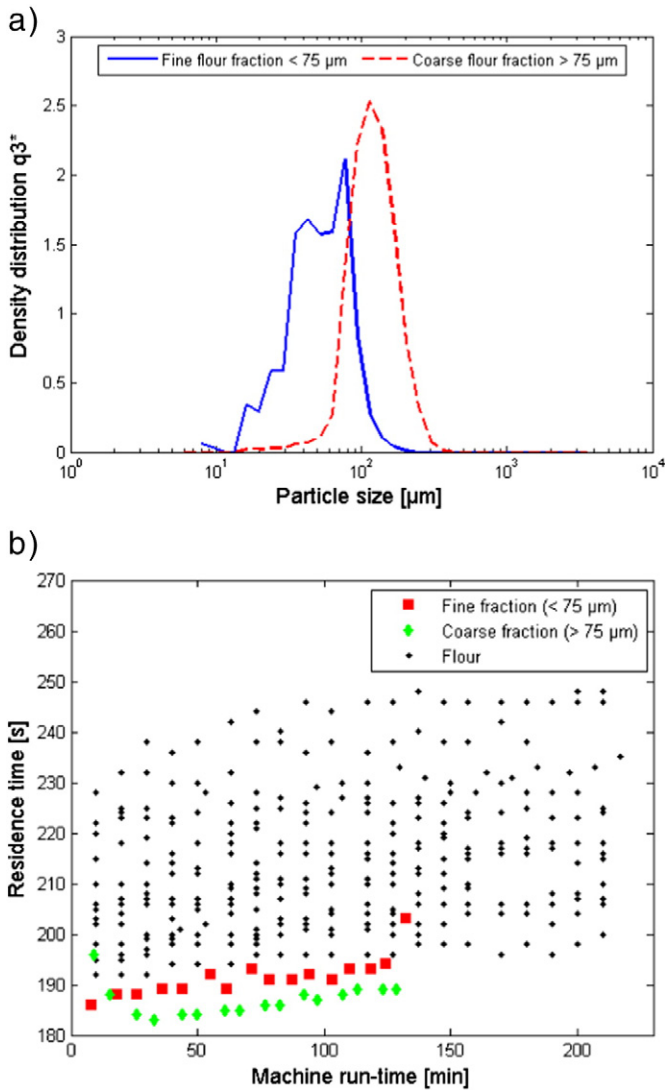 a)
3
2.5
2
1.5
1
0.5
0
Fine flour fraction < 75 µm
Coarse flour fraction > 75 µm
Density distribution q3*
10^0
10^1
10^2
10^3
10^4
Particle size [µm]
b)
270
260
250
240
230
220
210
200
190
180
Fine fraction (< 75 µm)
Coarse fraction (> 75 µm)
Flour
Residence time [s]
0
50
100
150
200
Machine run-time [min]